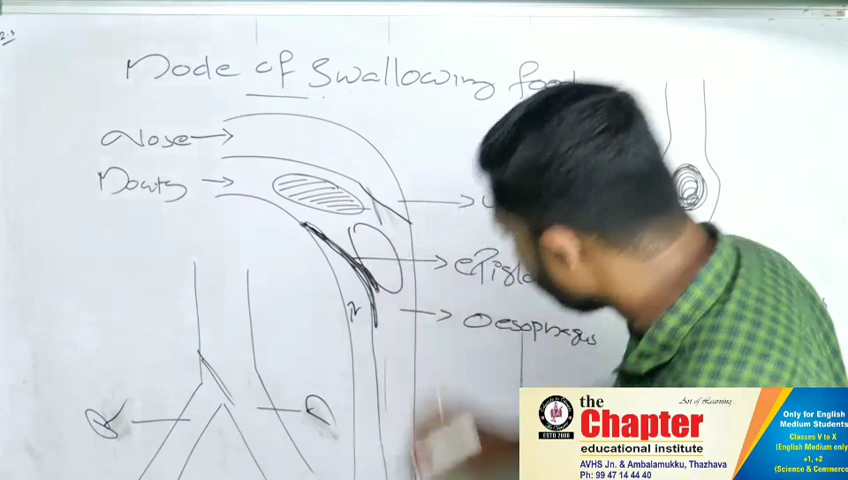 Mode of Swallowing
Nose
Mouth
Oesophagus
the
Art of Learning
Chapter
ESTD 2000
educational institute
AVHS Jn. & Ambalamukku, Thazhava
Ph: 99 47 14 44 40
Only for English
Medium Students
Classes V to X
(English Medium only)
+1, +2
(Science & Commerce